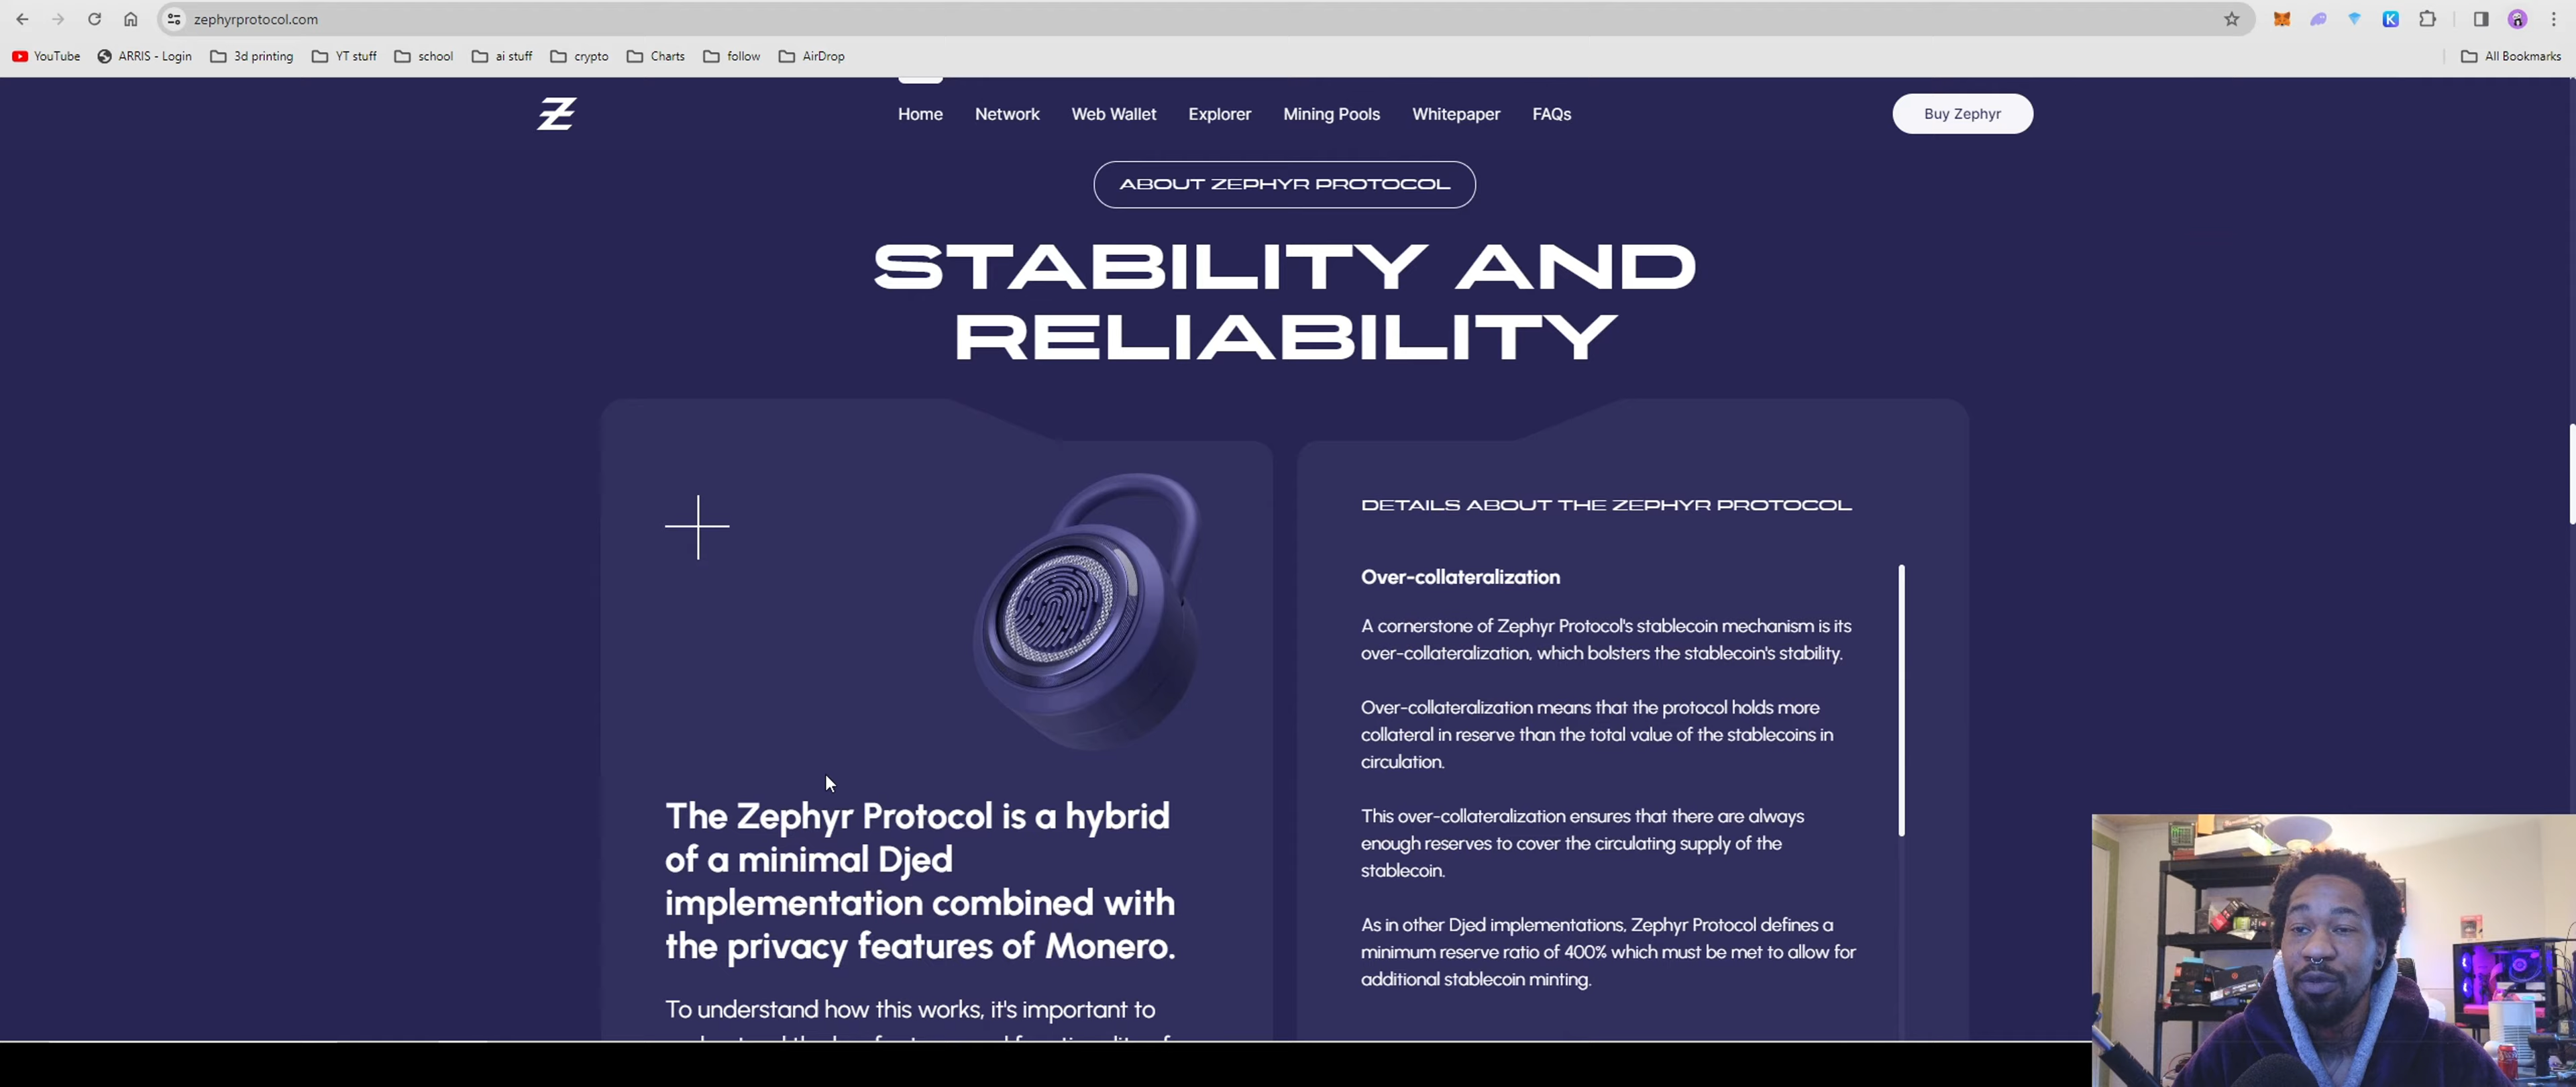 zephyrprotocol.com
YouTube ARRIS - Login 3d printing YT stuff school ai stuff crypto Charts follow AirDrop All Bookmarks
Home Network Web Wallet Explorer Mining Pools Whitepaper FAQs Buy Zephyr
ABOUT ZEPHYR PROTOCOL
STABILITY AND
RELIABILITY
The Zephyr Protocol is a hybrid
of a minimal Djed
implementation combined with
the privacy features of Monero.
To understand how this works, it's important to
DETAILS ABOUT THE ZEPHYR PROTOCOL
Over-collateralization
A cornerstone of Zephyr Protocol's stablecoin mechanism is its
over-collateralization, which bolsters the stablecoin's stability.
Over-collateralization means that the protocol holds more
collateral in reserve than the total value of the stablecoins in
circulation.
This over-collateralization ensures that there are always
enough reserves to cover the circulating supply of the
stablecoin.
As in other Djed implementations, Zephyr Protocol defines a
minimum reserve ratio of 400% which must be met to allow for
additional stablecoin minting.